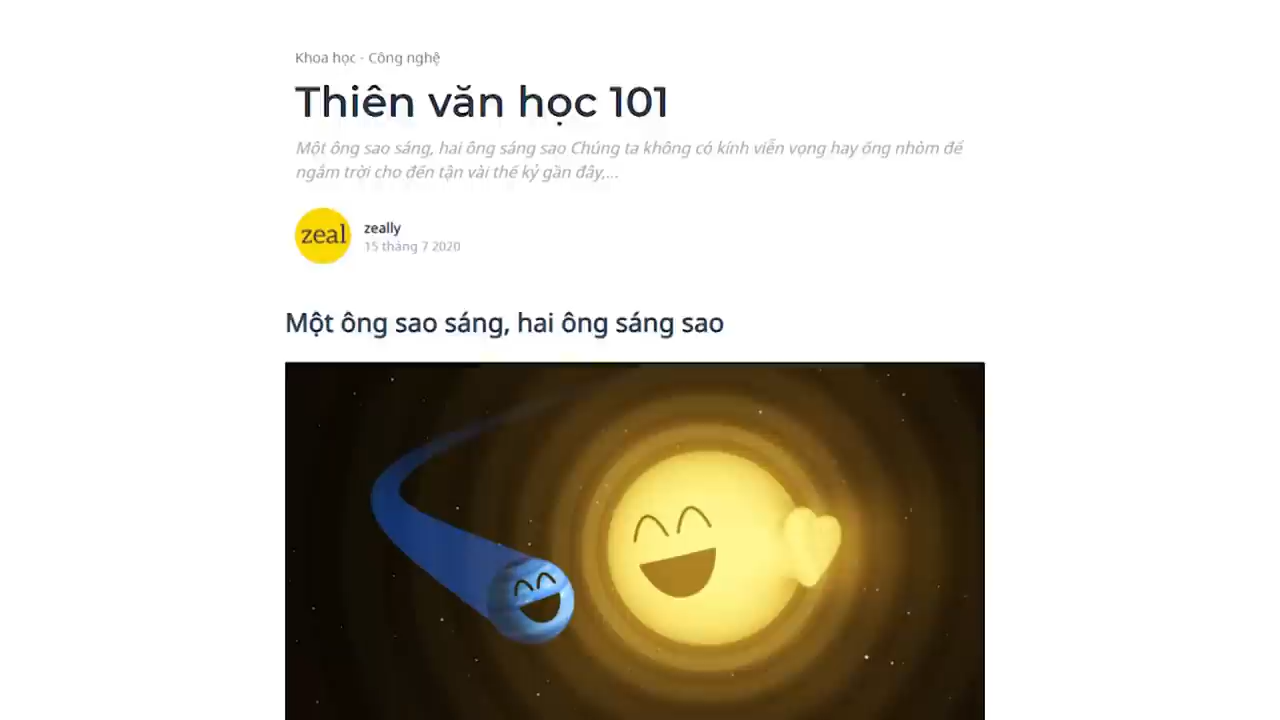 Khoa học - Công nghệ
Thiên văn học 101
Một ông sao sáng, hai ông sáng sao Chúng ta không có kính viễn vọng hay ống nhòm để
ngắm trời cho đến tận vài thế kỷ gần đây,...
zeal
zeally
15 tháng 7 2020
Một ông sao sáng, hai ông sáng sao